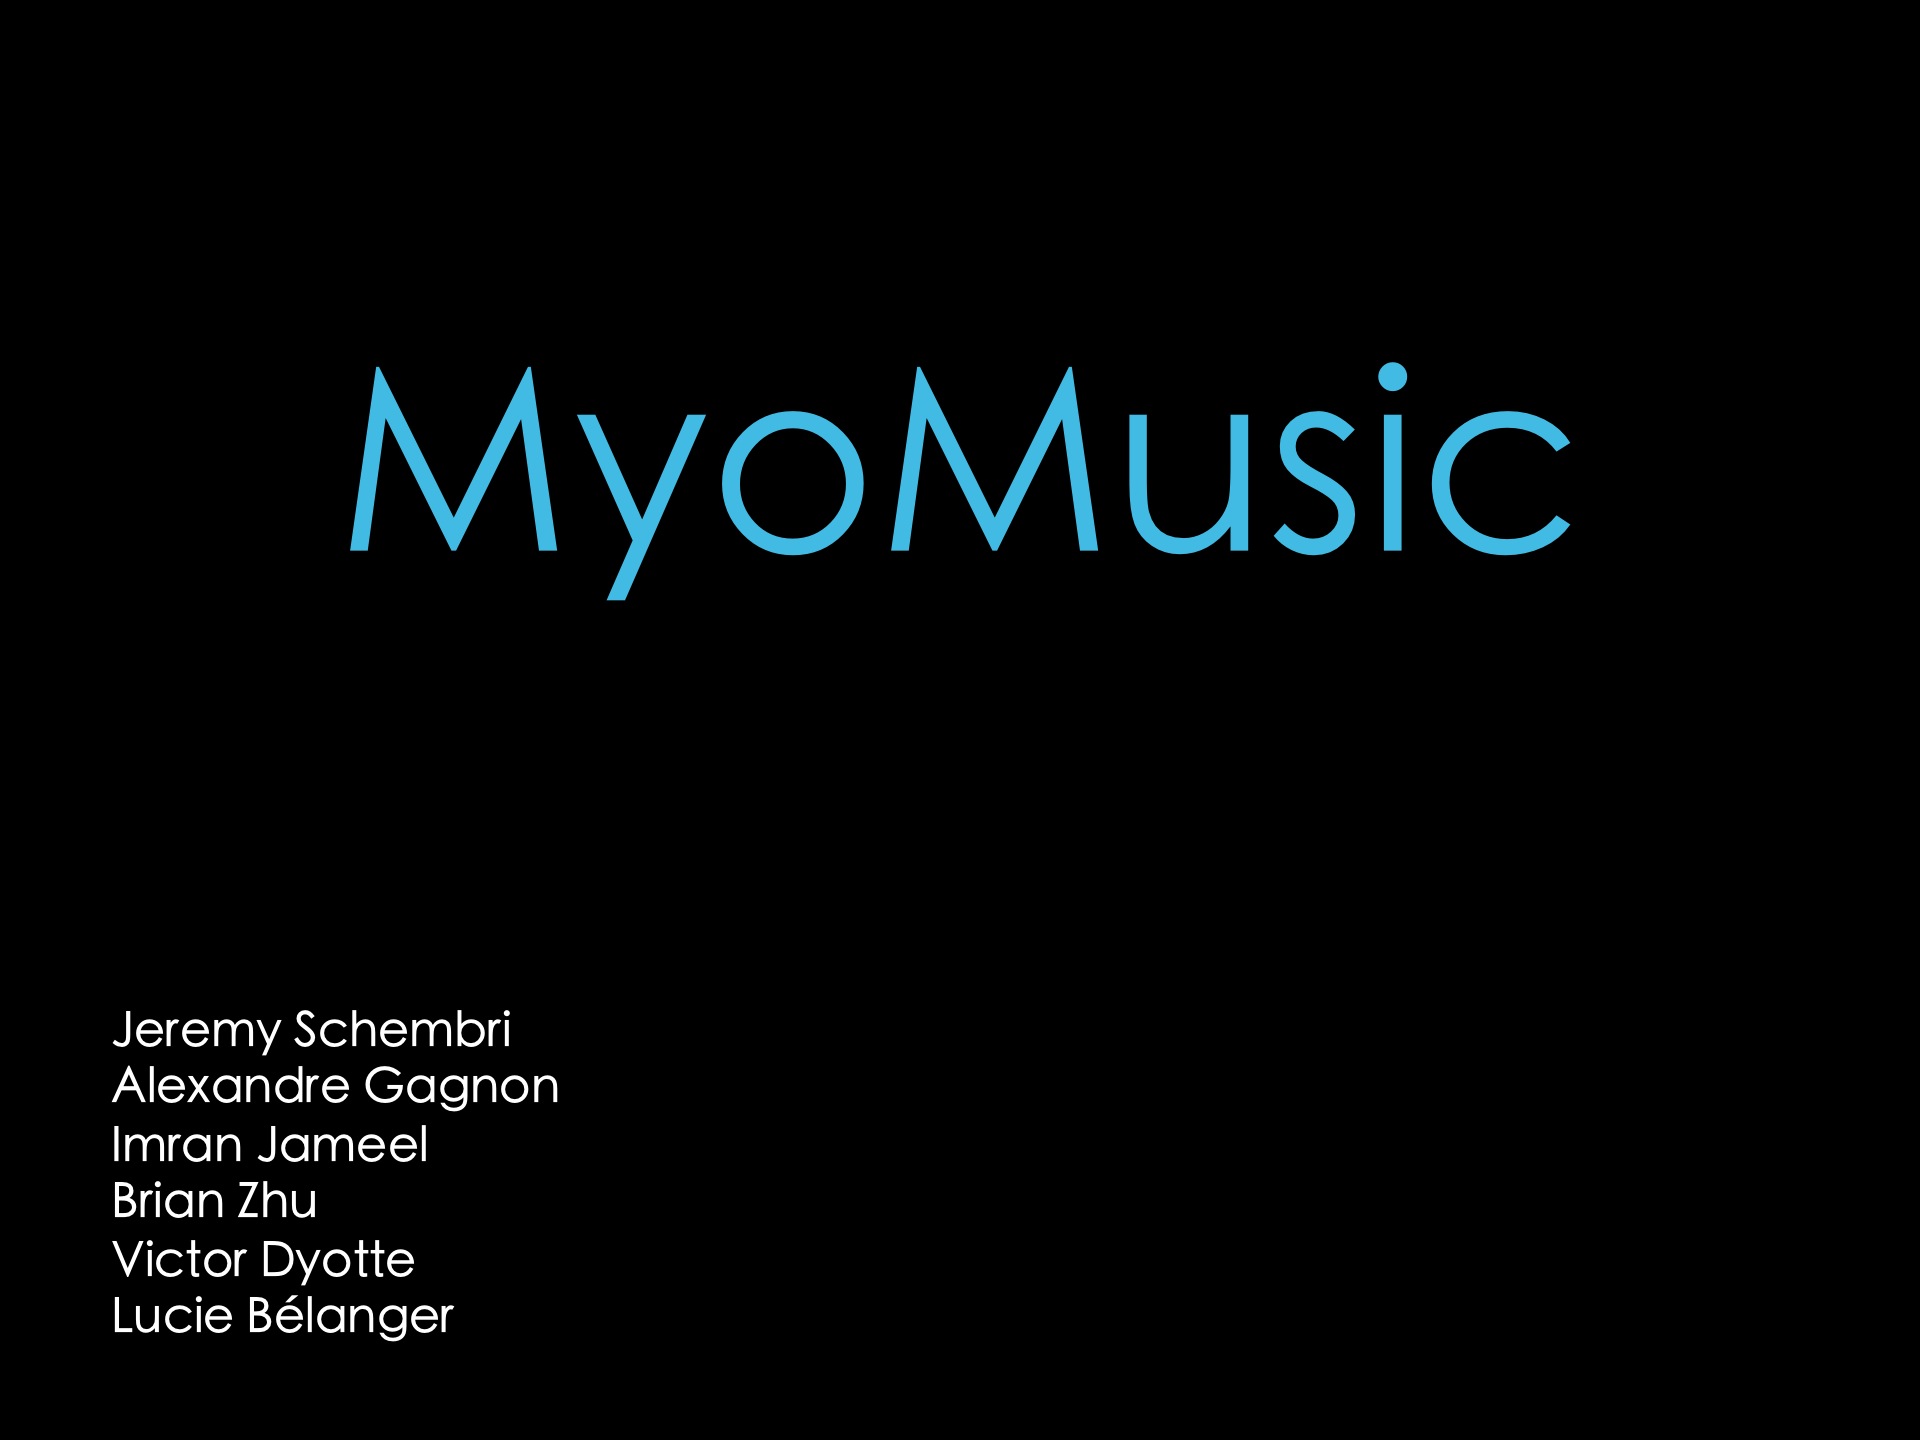 MyoMusic
Jeremy Schembri
Alexandre Gagnon
Imran Jameel
Brian Zhu
Victor Dyotte
Lucie Bélanger